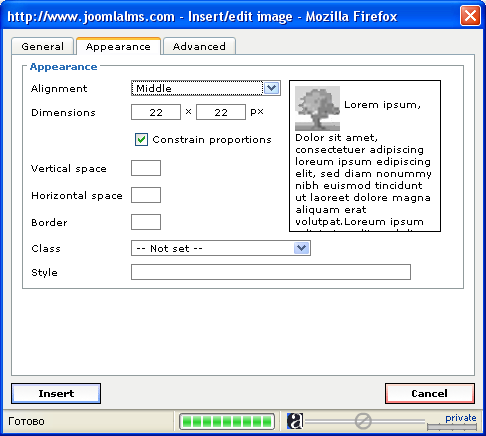 http://www.joomlalms.com - Insert/edit image - Mozilla Firefox
General Appearance Advanced
Appearance
Alignment Middle
Dimensions 22 x 22 px
Constrain proportions
Vertical space
Horizontal space
Border
Class -- Not set --
Style
Lorem ipsum,
Dolor sit amet,
consectetuer adipiscing
loreum ipsum edipiscing
elit, sed diam nonummy
nibh euismod tincidunt
ut laoreet dolore magna
aliquam erat
volutpat.Loreum ipsum
Insert Cancel
Готово a private